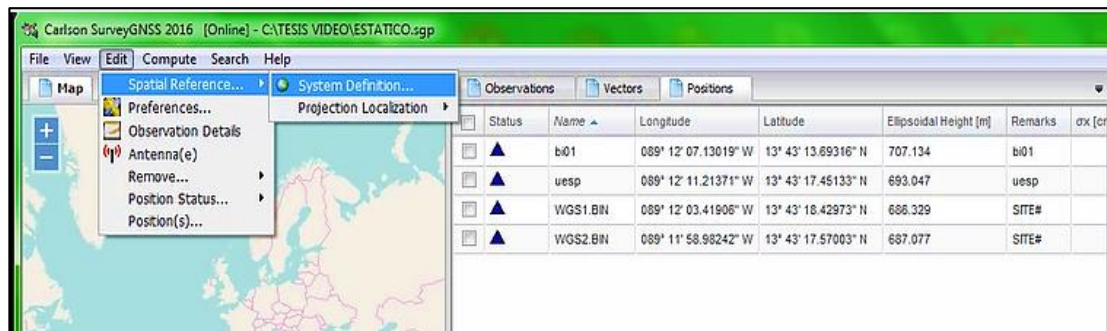 Carlson SurveyGNSS 2016 [Online] - C:\TESIS VIDEO\ESTATICO.sgp
File View Edit Compute Search Help
Map
Spatial Reference...
Preferences...
Observation Details
Antenna(e)
Remove...
Position Status...
Position(s)...
System Definition...
Projection Localization
Observations Vectors Positions
Status Name Longitude Latitude Ellipsoidal Height [m] Remarks σx [cm
bi01 089° 12' 07.13019" W 13° 43' 13.69316" N 707.134 bi01
uesp 089° 12' 11.21371" W 13° 43' 17.45133" N 693.047 uesp
WGS1.BIN 089° 12' 03.41906" W 13° 43' 18.42973" N 686.329 SITE#
WGS2.BIN 089° 11' 58.98242" W 13° 43' 17.57003" N 687.077 SITE#